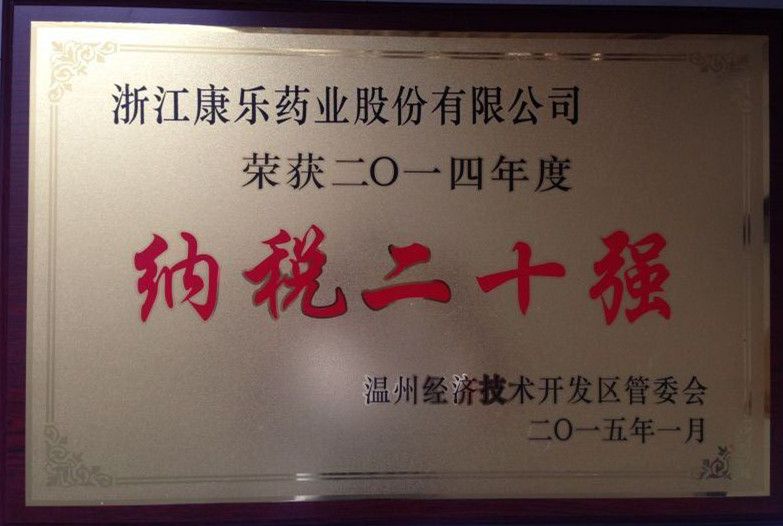 浙江康乐药业股份有限公司
荣获二〇一四年度
纳税二十强
温州经济技术开发区管委会
二〇一五年一月